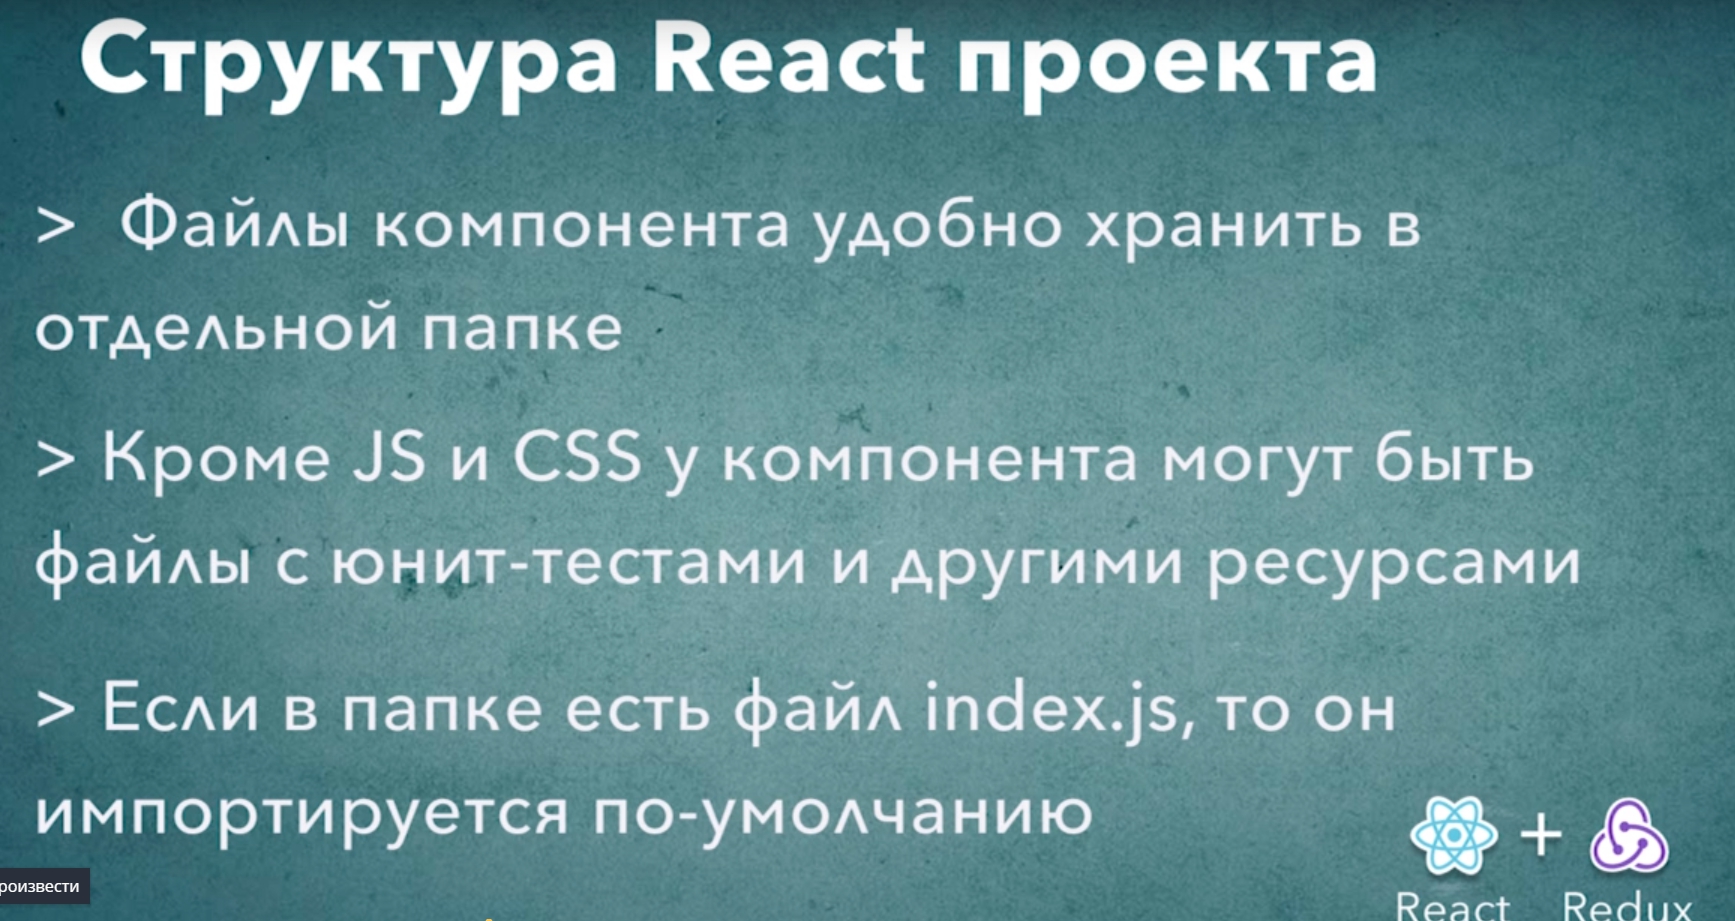 Структура React проекта
> Файлы компонента удобно хранить в
отдельной папке
> Кроме JS и CSS у компонента могут быть
файлы с юнит-тестами и другими ресурсами
> Если в папке есть файл index.js, то он
импортируется по-умолчанию
+
роизвести
React Redux